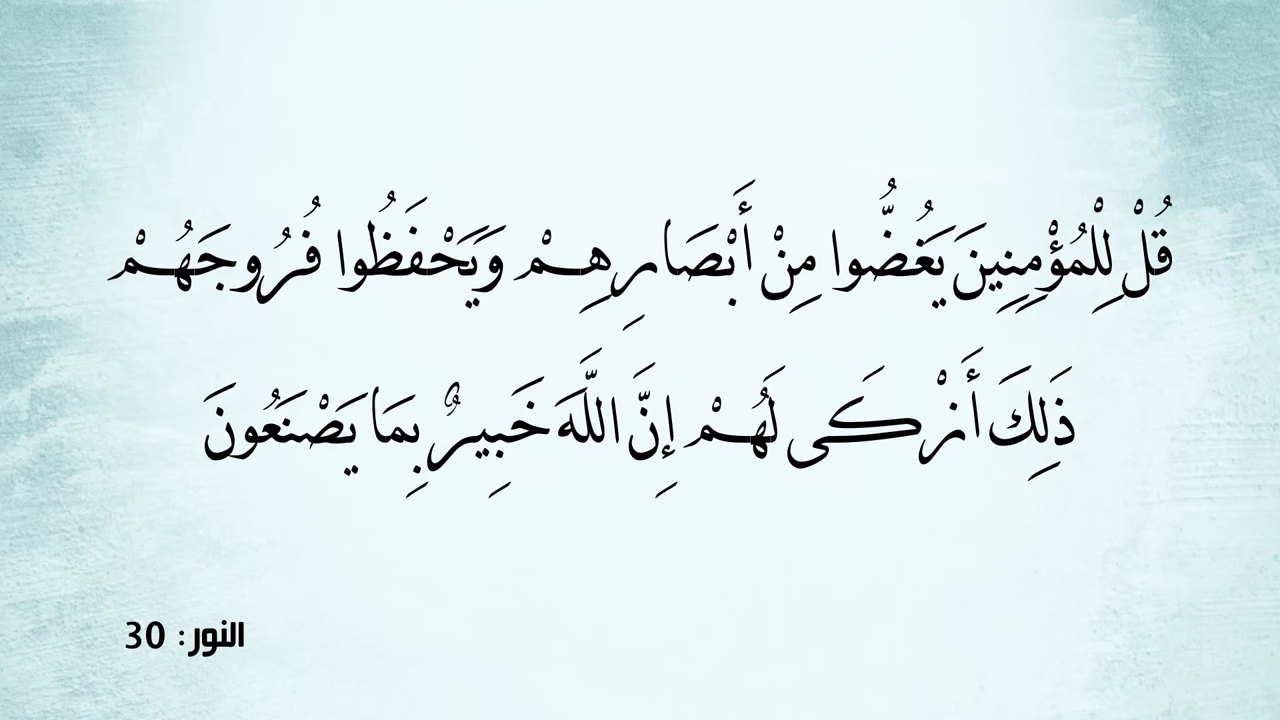 قُلْ لِلْمُؤْمِنِينَ يَغُضُّوا مِنْ أَبْصَارِهِمْ وَيَحْفَظُوا فُرُوجَهُمْ
ذَلِكَ أَزْكَى لَهُمْ إِنَّ اللَّهَ خَبِيرٌ بِمَا يَصْنَعُونَ
النور: 30